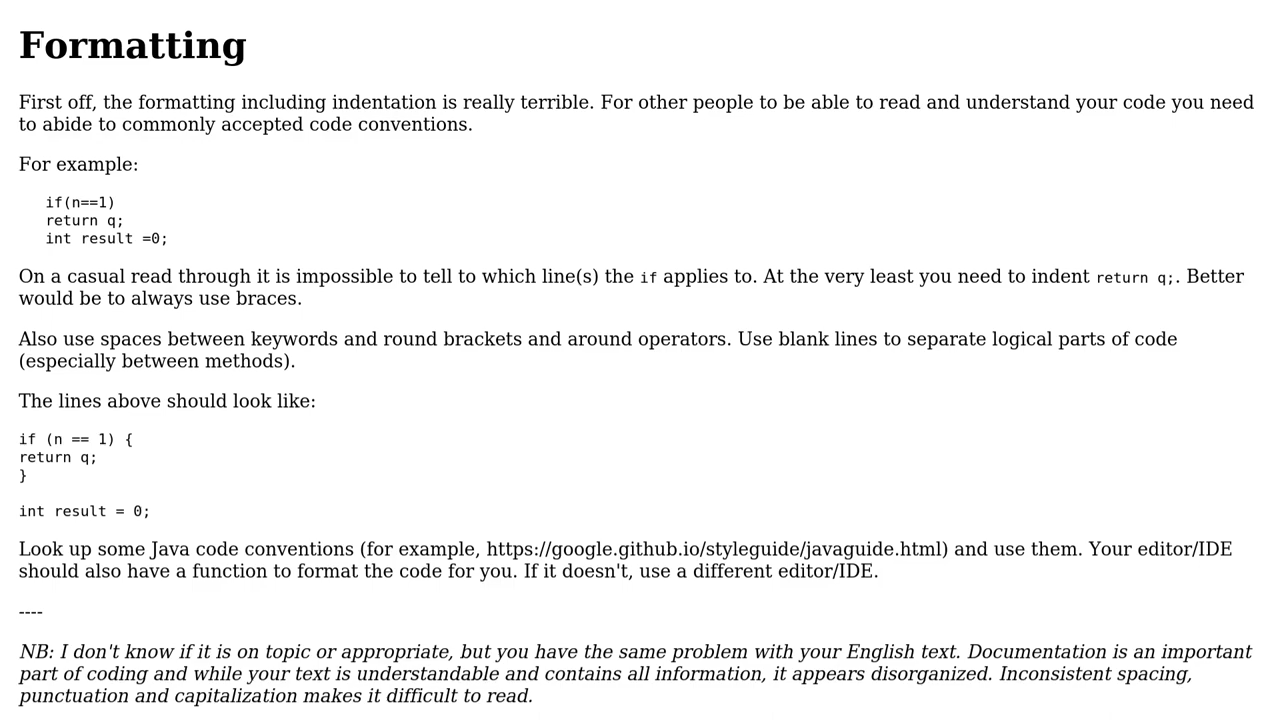 Formatting
First off, the formatting including indentation is really terrible. For other people to be able to read and understand your code you need
to abide to commonly accepted code conventions.
For example:
if(n==1)
return q;
int result =0;
On a casual read through it is impossible to tell to which line(s) the if applies to. At the very least you need to indent return q;. Better
would be to always use braces.
Also use spaces between keywords and round brackets and around operators. Use blank lines to separate logical parts of code
(especially between methods).
The lines above should look like:
if (n == 1) {
return q;
}
int result = 0;
Look up some Java code conventions (for example, https://google.github.io/styleguide/javaguide.html) and use them. Your editor/IDE
should also have a function to format the code for you. If it doesn't, use a different editor/IDE.
----
NB: I don't know if it is on topic or appropriate, but you have the same problem with your English text. Documentation is an important
part of coding and while your text is understandable and contains all information, it appears disorganized. Inconsistent spacing,
punctuation and capitalization makes it difficult to read.